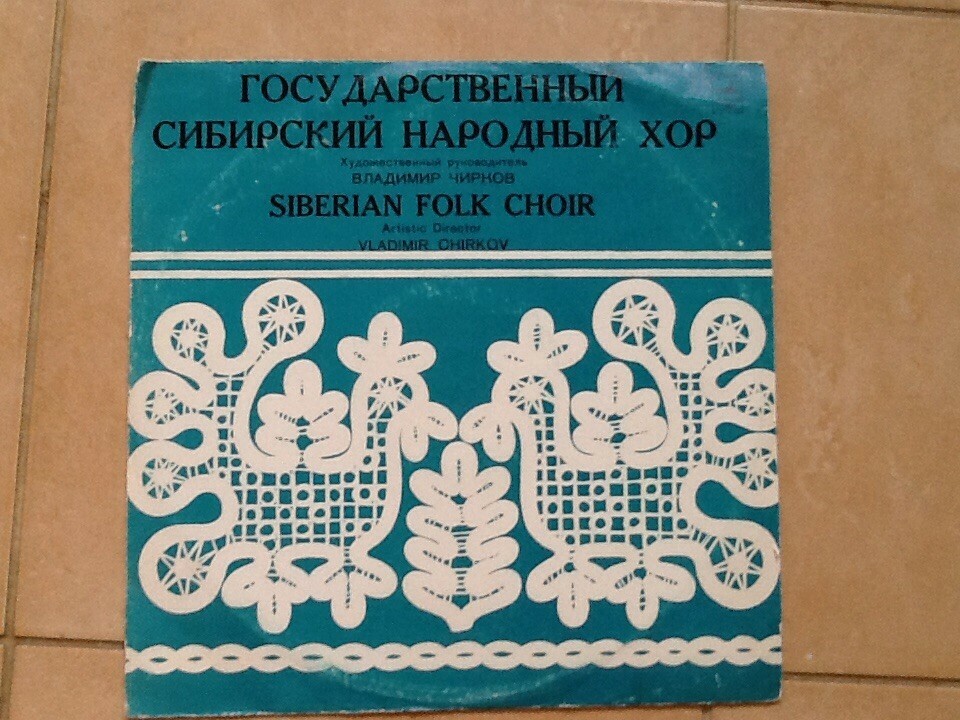 ГОСУДАРСТВЕННЫЙ
СИБИРСКИЙ НАРОДНЫЙ ХОР
Художественный руководитель
ВЛАДИМИР ЧИРКОВ
SIBERIAN FOLK CHOIR
Artistic Director
VLADIMIR CHIRKOV